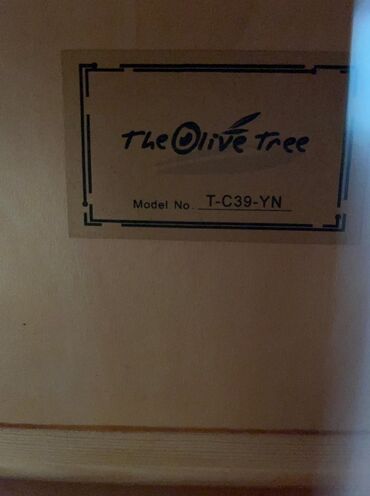 The Olive Tree
Model No. T-C39-YN